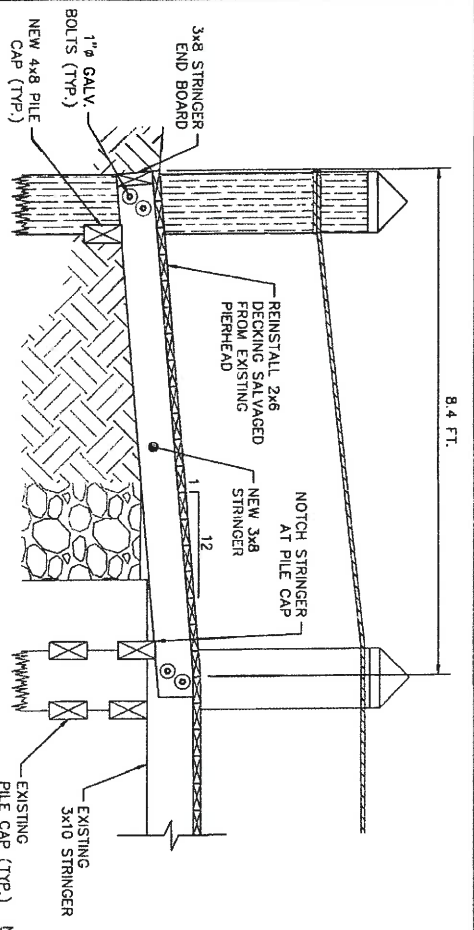 8.4 FT.
3x8 STRINGER
END BOARD
1"ø GALV.
BOLTS (TYP.)
NEW 4x8 PILE
CAP (TYP.)
REINSTALL 2x6
DECKING SALVAGED
FROM EXISTING
PIERHEAD
NEW 3x8
STRINGER
1
12
NOTCH STRINGER
AT PILE CAP
EXISTING
3x10 STRINGER
EXISTING
PILE CAP (TYP.)